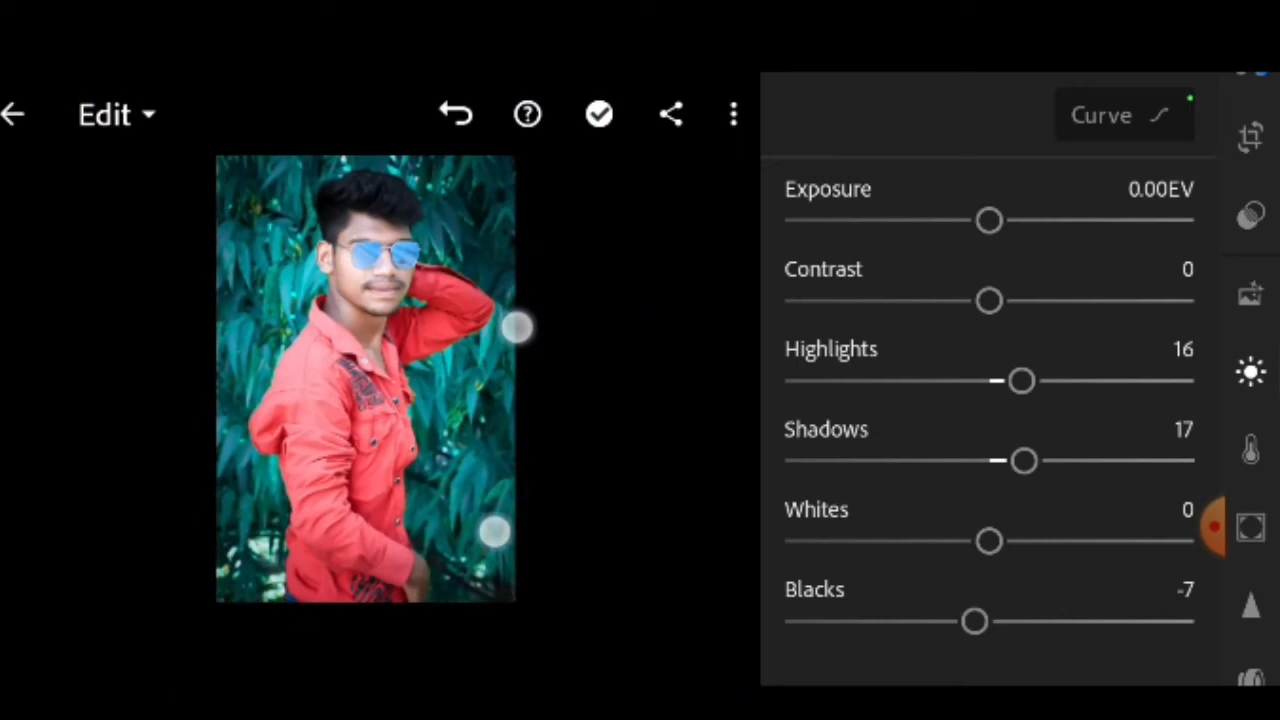 Edit
Curve
Exposure 0.00EV
Contrast 0
Highlights 16
Shadows 17
Whites 0
Blacks -7